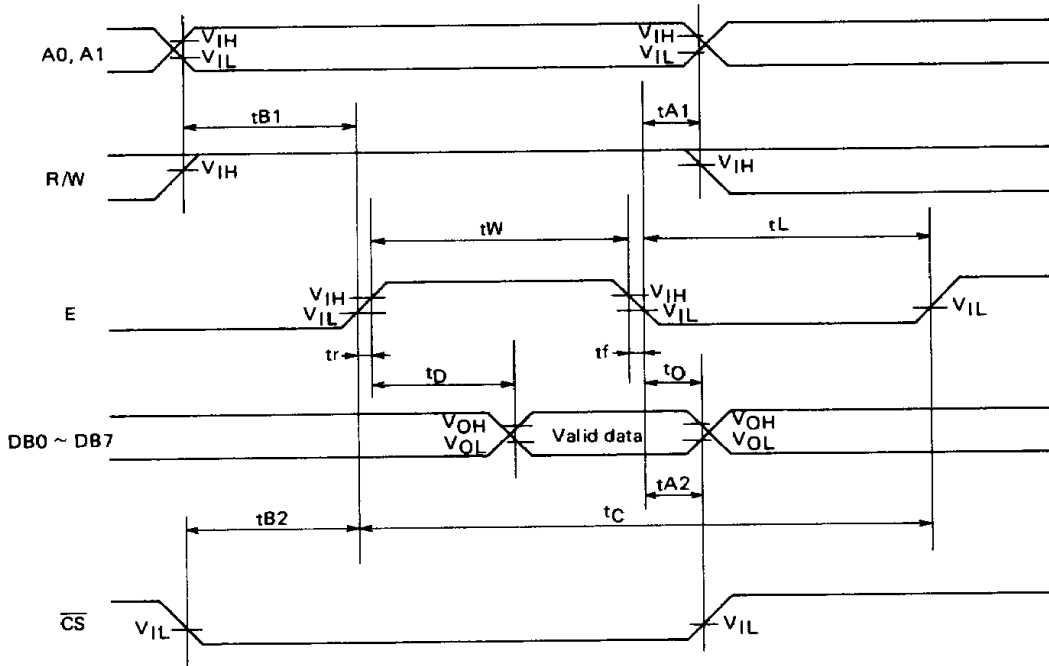 A0, A1
VIH
VIL
VIH
VIL
tB1
tA1
R/W
VIH
VIH
tW
tL
E
VIH
VIL
VIH
VIL
VIL
tr
tf
tD
tO
DB0 ~ DB7
VOH
VOL
Valid data
VOH
VOL
tA2
tB2
tC
CS
VIL
VIL